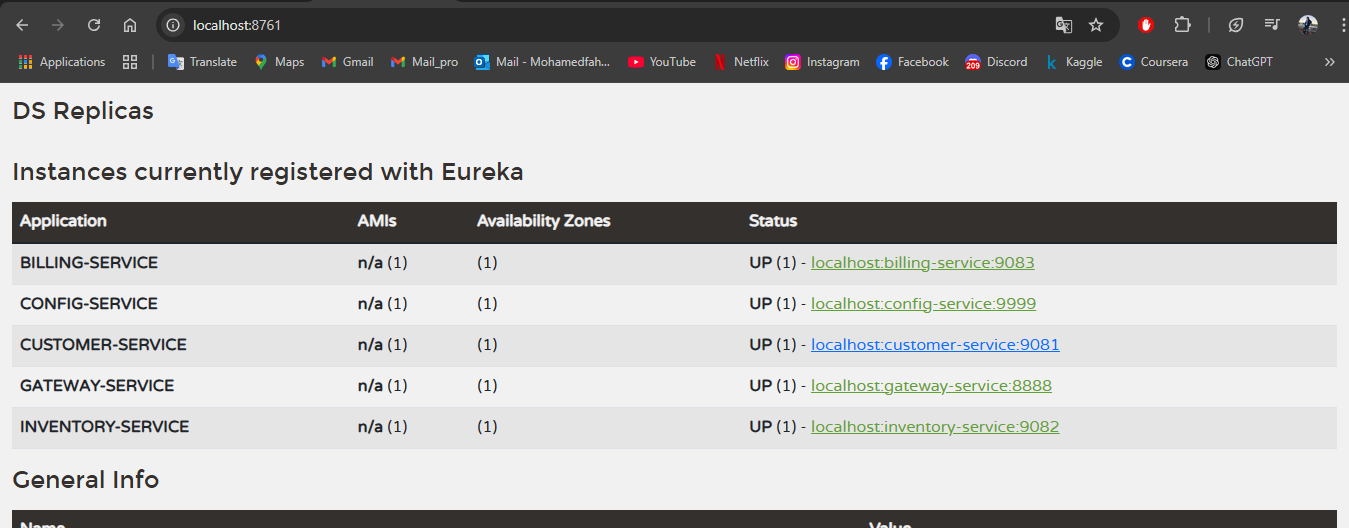 localhost:8761
Applications Translate Maps Gmail Mail_pro Mail - Mohamedfah... YouTube Netflix Instagram 209 Facebook Discord Kaggle Coursera ChatGPT »
DS Replicas
Instances currently registered with Eureka
Application AMIs Availability Zones Status
BILLING-SERVICE n/a (1) (1) UP (1) - localhost:billing-service:9083
CONFIG-SERVICE n/a (1) (1) UP (1) - localhost:config-service:9999
CUSTOMER-SERVICE n/a (1) (1) UP (1) - localhost:customer-service:9081
GATEWAY-SERVICE n/a (1) (1) UP (1) - localhost:gateway-service:8888
INVENTORY-SERVICE n/a (1) (1) UP (1) - localhost:inventory-service:9082
General Info
Name Value